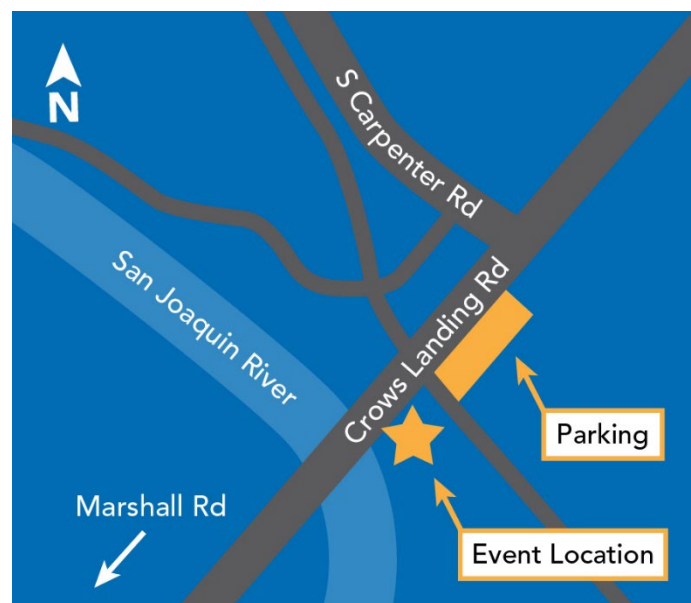 N
S Carpenter Rd
San Joaquin River
Crows Landing Rd
Parking
Marshall Rd
Event Location